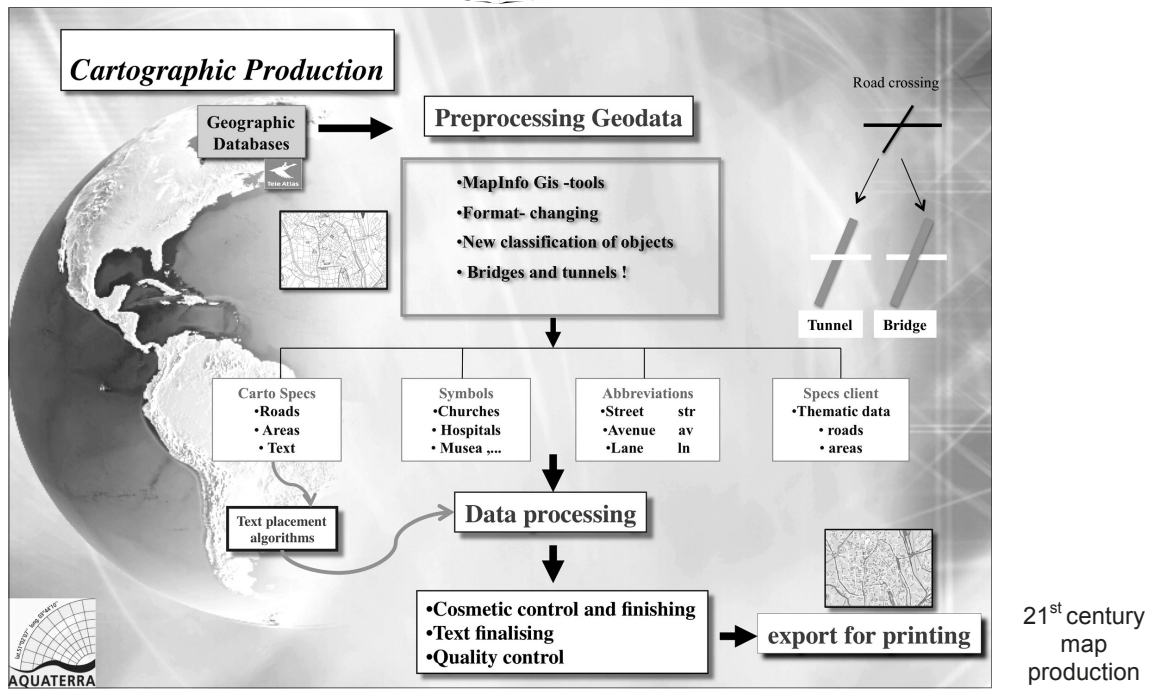 Cartographic Production
Geographic
Databases
Tele Atlas
Preprocessing Geodata
•MapInfo Gis -tools
•Format- changing
•New classification of objects
• Bridges and tunnels !
Road crossing
Tunnel
Bridge
Carto Specs
•Roads
• Areas
• Text
Symbols
•Churches
• Hospitals
• Musea ,...
Abbreviations
•Street str
•Avenue av
•Lane ln
Specs client
•Thematic data
• roads
• areas
Text placement
algorithms
Data processing
•Cosmetic control and finishing
•Text finalising
•Quality control
export for printing
AQUATERRA
21st century
map
production